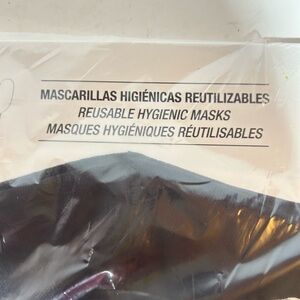 MASCARILLAS HIGIÉNICAS REUTILIZABLES
REUSABLE HYGIENIC MASKS
MASQUES HYGIÉNIQUES RÉUTILISABLES